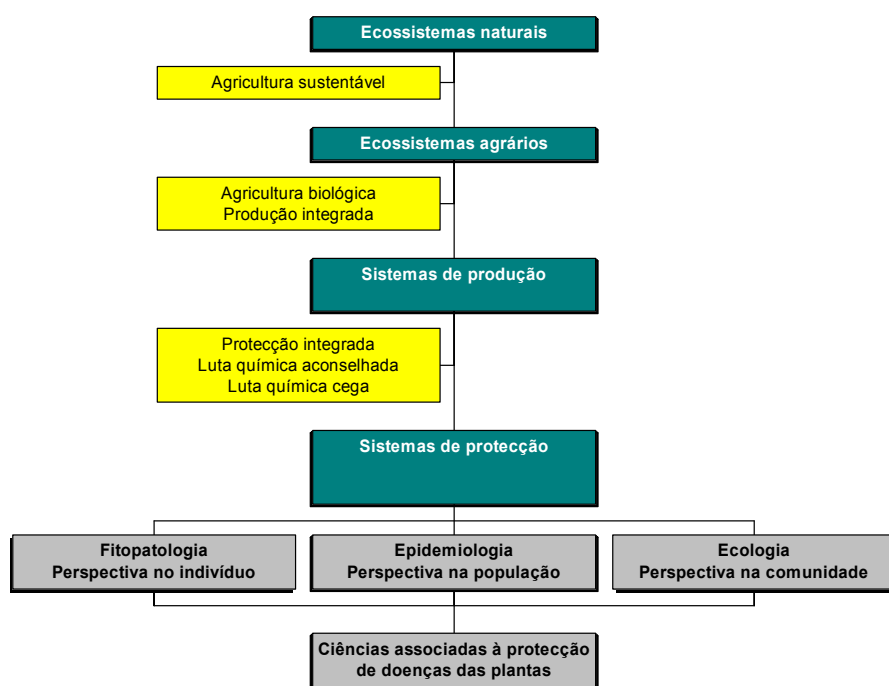 Ecossistemas naturais
Agricultura sustentável
Ecossistemas agrários
Agricultura biológica
Produção integrada
Sistemas de produção
Protecção integrada
Luta química aconselhada
Luta química cega
Sistemas de protecção
Fitopatologia
Perspectiva no indivíduo
Epidemiologia
Perspectiva na população
Ecologia
Perspectiva na comunidade
Ciências associadas à protecção
de doenças das plantas